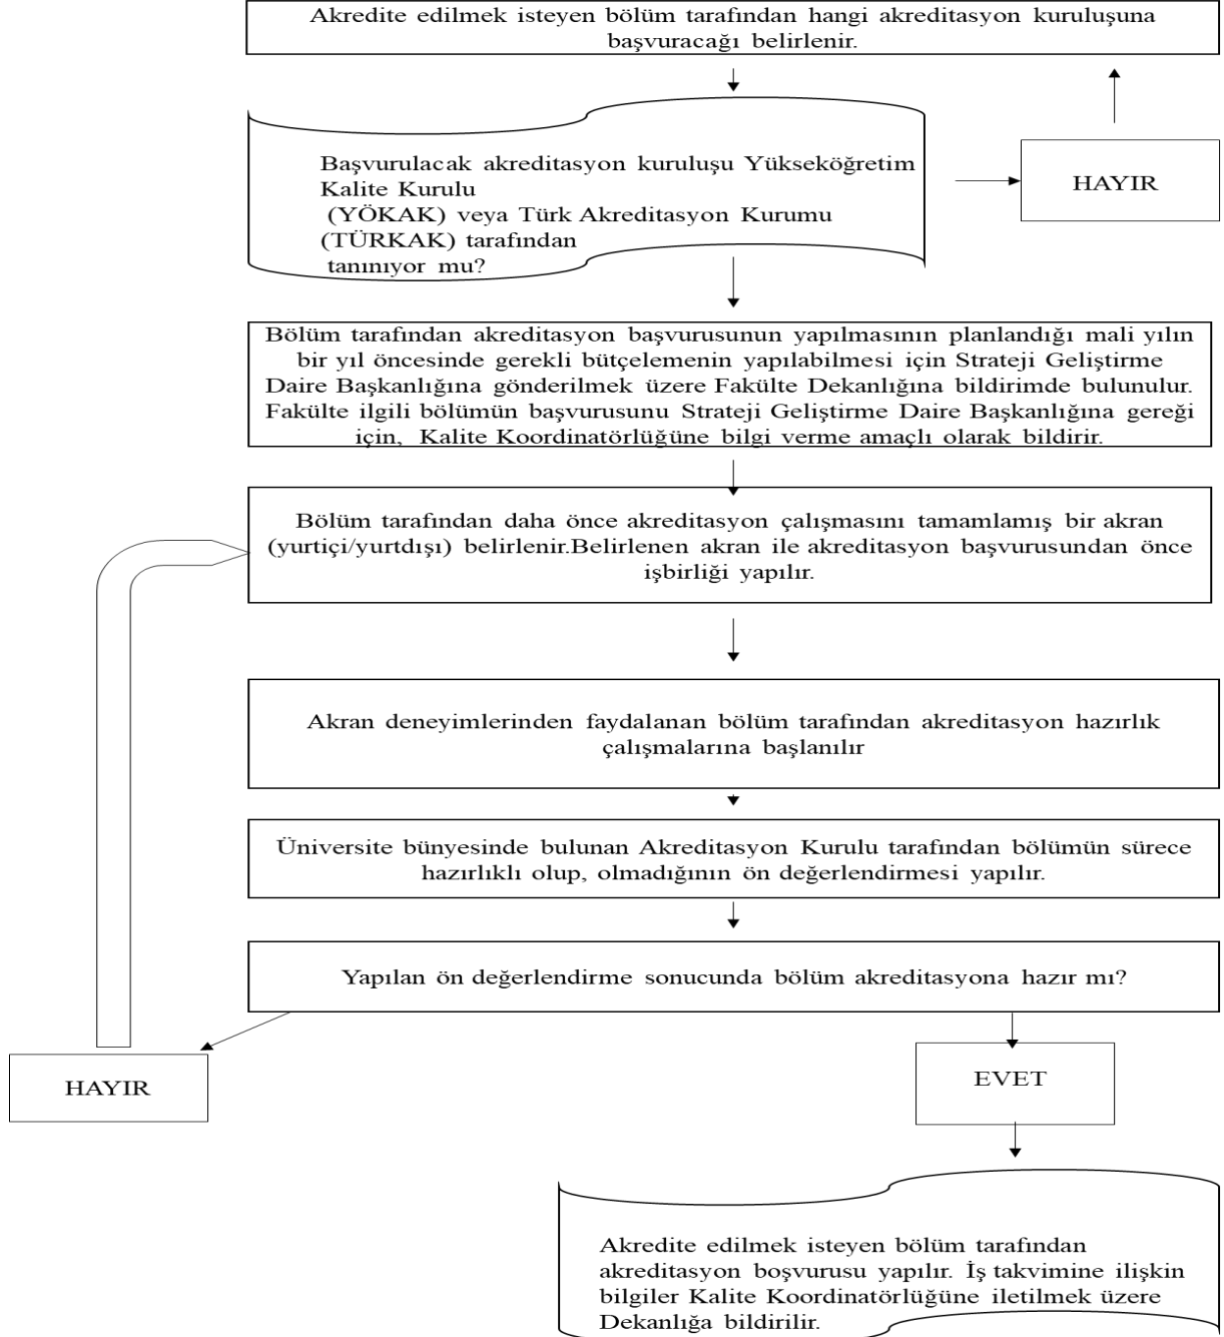 Akredite edilmek isteyen bölüm tarafından hangi akreditasyon kuruluşuna
başvuracağı belirlenir.
Başvurulacak akreditasyon kuruluşu Yükseköğretim
Kalite Kurulu
(YÖKAK) veya Türk Akreditasyon Kurumu
(TÜRKAK) tarafından
tanınıyor mu?
HAYIR
Bölüm tarafından akreditasyon başvurusunun yapılmasının planlandığı mali yılın
bir yıl öncesinde gerekli bütçelemenin yapılabilmesi için Strateji Geliştirme
Daire Başkanlığına gönderilmek üzere Fakülte Dekanlığına bildirimde bulunulur.
Fakülte ilgili bölümün başvurusunu Strateji Geliştirme Daire Başkanlığına gereği
için, Kalite Koordinatörlüğüne bilgi verme amaçlı olarak bildirir.
Bölüm tarafından daha önce akreditasyon çalışmasını tamamlamış bir akran
(yurtiçi/yurtdışı) belirlenir.Belirlenen akran ile akreditasyon başvurusundan önce
işbirliği yapılır.
Akran deneyimlerinden faydalanan bölüm tarafından akreditasyon hazırlık
çalışmalarına başlanılır
Üniversite bünyesinde bulunan Akreditasyon Kurulu tarafından bölümün sürece
hazırlıklı olup, olmadığının ön değerlendirmesi yapılır.
Yapılan ön değerlendirme sonucunda bölüm akreditasyona hazır mı?
HAYIR
EVET
Akredite edilmek isteyen bölüm tarafından
akreditasyon boşvurusu yapılır. İş takvimine ilişkin
bilgiler Kalite Koordinatörlüğüne iletilmek üzere
Dekanlığa bildirilir.